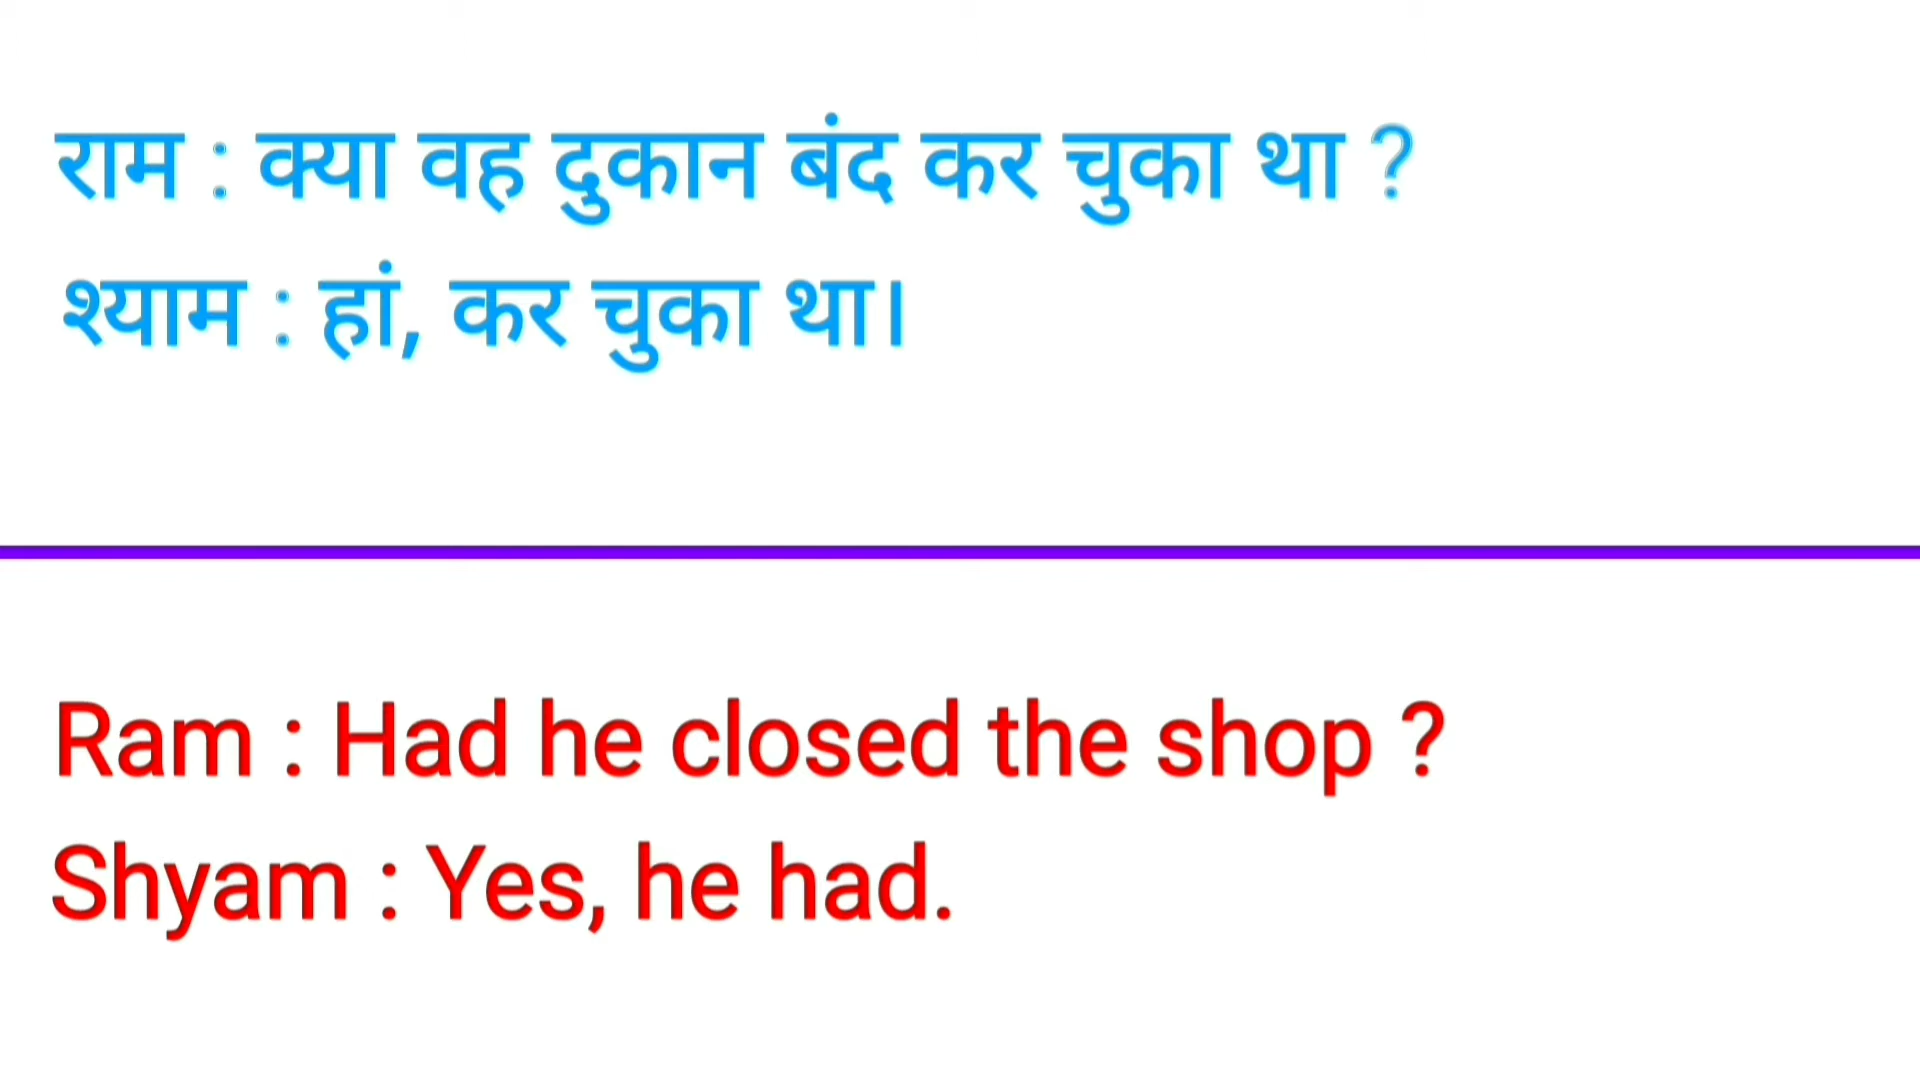 राम : क्या वह दुकान बंद कर चुका था ?
श्याम : हां, कर चुका था।
Ram : Had he closed the shop ?
Shyam : Yes, he had.